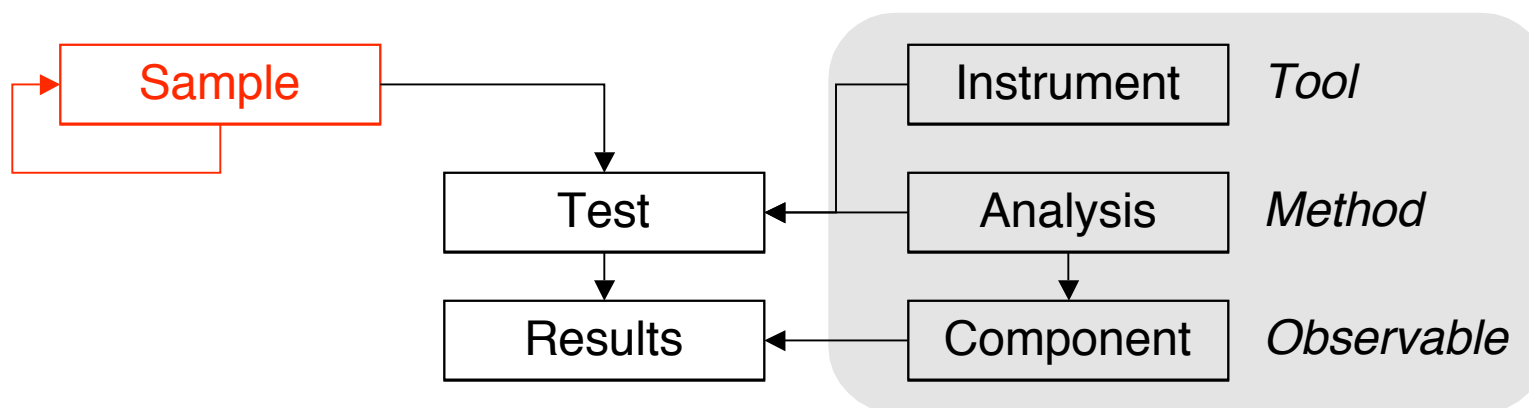 Sample
Instrument Tool
Test Analysis Method
Results Component Observable